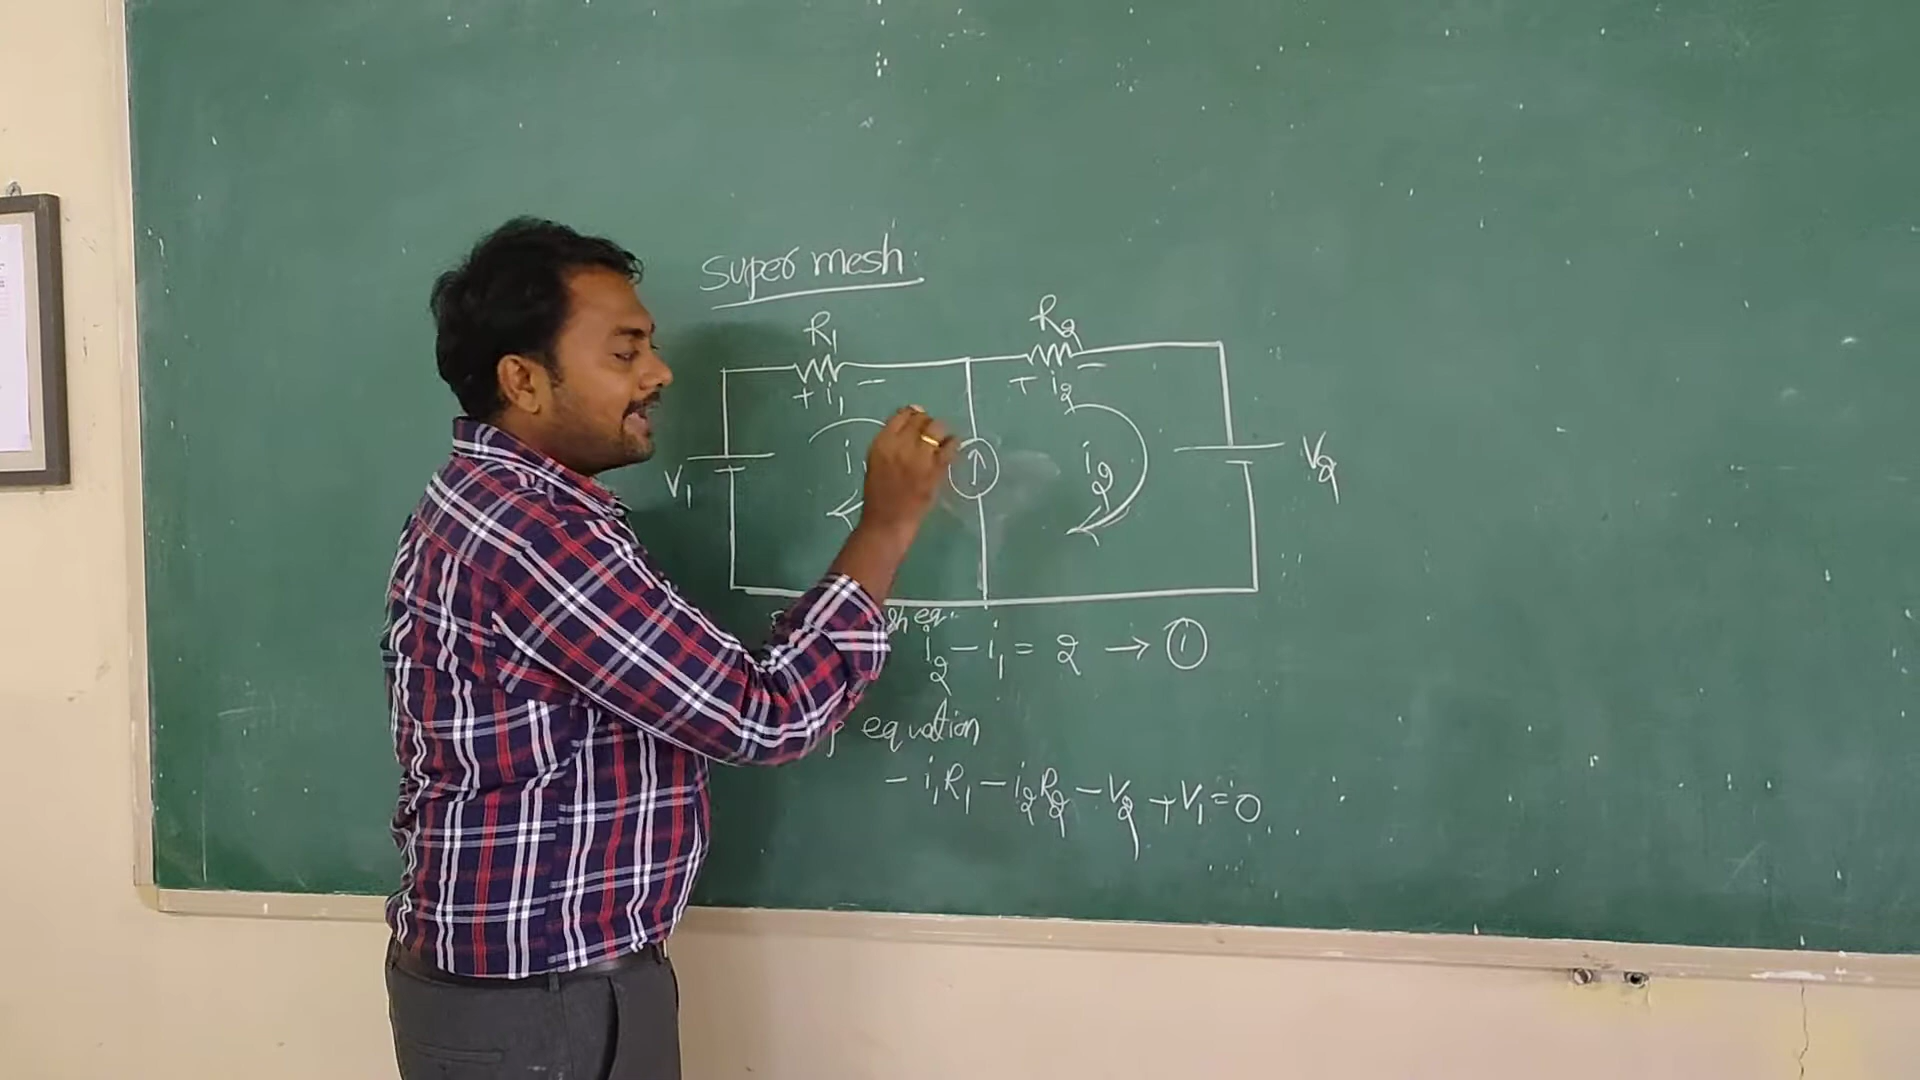 Super mesh:
R₁ R₂
+ i₁ − + i₂ −
V₁ i ↑ i₂ V₂
eq.
i₂ − i₁ = 2 → ①
equation
− i₁R₁ − i₂R₂ − V₂ + V₁ = 0